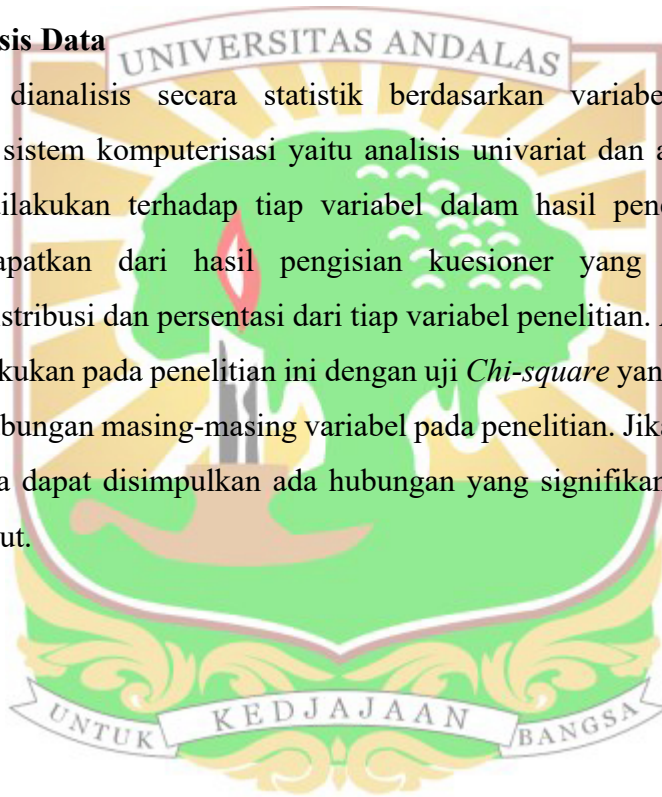 sis Data
UNIVERSITAS ANDALAS
dianalisis secara statistik berdasarkan variabe
sistem komputerisasi yaitu analisis univariat dan a
ilakukan terhadap tiap variabel dalam hasil pene
apatkan dari hasil pengisian kuesioner yang
stribusi dan persentasi dari tiap variabel penelitian.
kukan pada penelitian ini dengan uji Chi-square yan
bungan masing-masing variabel pada penelitian. Jika
a dapat disimpulkan ada hubungan yang signifikan
ut.
UNTUK KEDJAJAAN BANGSA